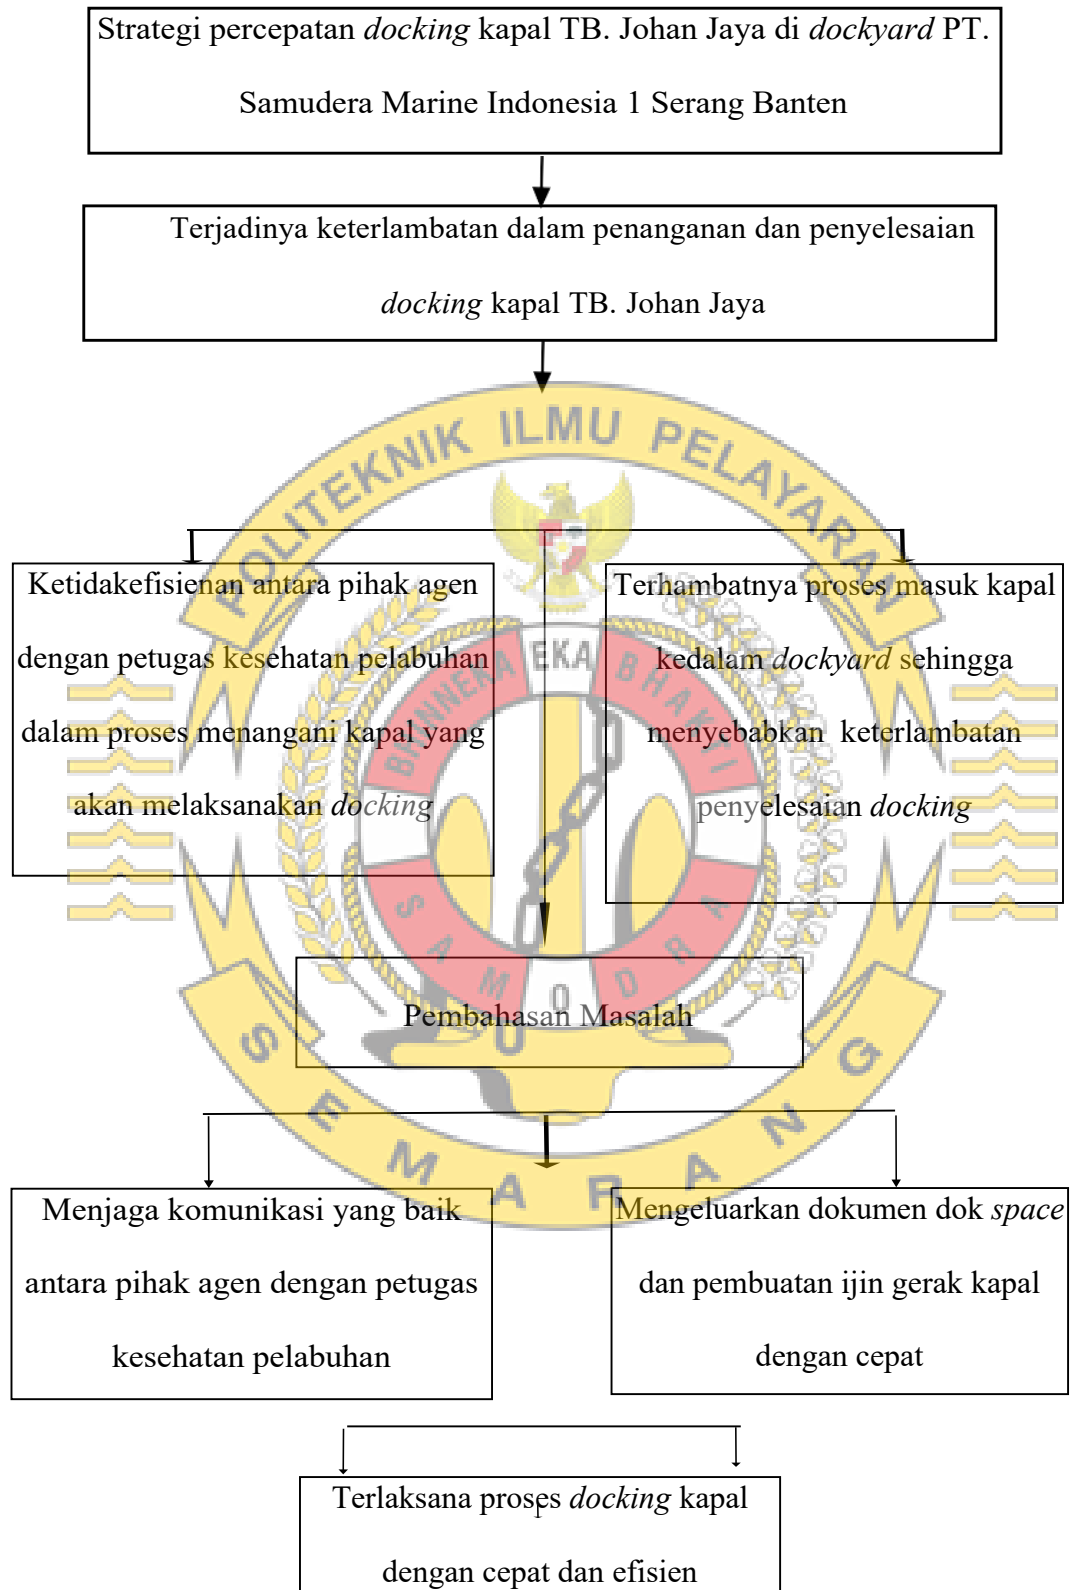 Strategi percepatan docking kapal TB. Johan Jaya di dockyard PT.
Samudera Marine Indonesia 1 Serang Banten
Terjadinya keterlambatan dalam penanganan dan penyelesaian
docking kapal TB. Johan Jaya
POLITEKNIK ILMU PELAYARAN
Ketidakefisienan antara pihak agen
dengan petugas kesehatan pelabuhan
dalam proses menangani kapal yang
akan melaksanakan docking
Terhambatnya proses masuk kapal
kedalam dockyard sehingga
menyebabkan keterlambatan
penyelesaian docking
BHINNEKA EKA BHAKTI
SAMUODRA
Pembahasan Masalah
SEMARANG
Menjaga komunikasi yang baik
antara pihak agen dengan petugas
kesehatan pelabuhan
Mengeluarkan dokumen dok space
dan pembuatan ijin gerak kapal
dengan cepat
Terlaksana proses docking kapal
dengan cepat dan efisien